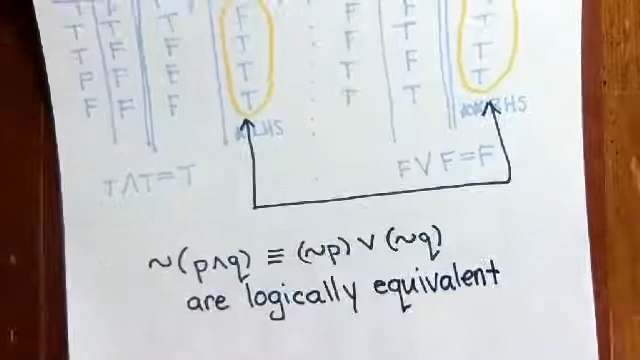 T T T F F F F T
T F F T F T T
T F F T T F T
F F F T F T
LHS RHS
T∧T=T F∨F=F
~(p∧q) ≡ (~p)∨(~q)
are logically equivalent